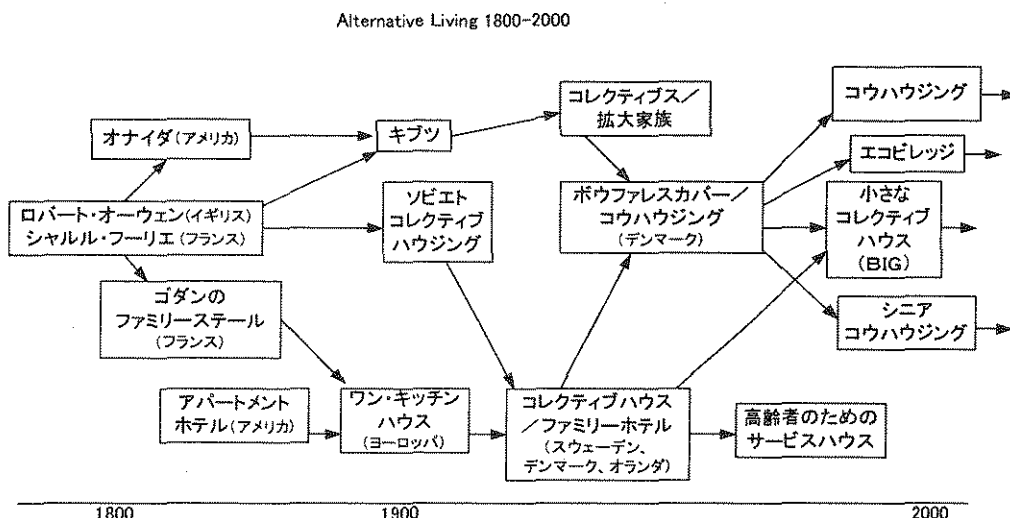 Alternative Living 1800-2000
コウハウジング
コレクティブス／
拡大家族
オナイダ(アメリカ)
キブツ
エコビレッジ
ロバート・オーウェン(イギリス)
シャルル・フーリエ(フランス)
ソビエト
コレクティブ
ハウジング
ボウファレスカバー／
コウハウジング
(デンマーク)
小さな
コレクティブ
ハウス
(BIG)
ゴダンの
ファミリーステール
(フランス)
シニア
コウハウジング
アパートメント
ホテル(アメリカ)
ワン・キッチン
ハウス
(ヨーロッパ)
コレクティブハウス
／ファミリーホテル
(スウェーデン、
デンマーク、オランダ)
高齢者のための
サービスハウス
1800
1900
2000